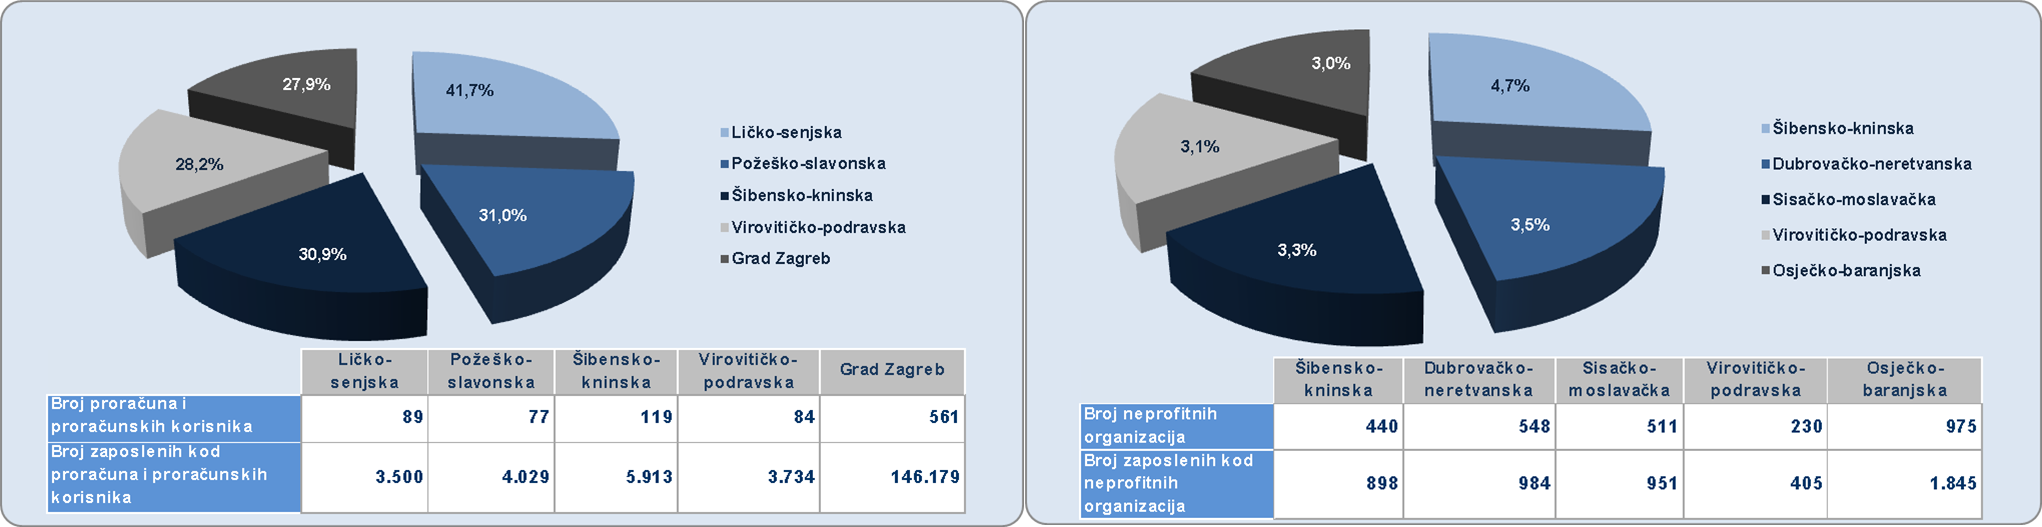 41,7%
31,0%
30,9%
28,2%
27,9%
Ličko-senjska
Požeško-slavonska
Šibensko-kninska
Virovitičko-podravska
Grad Zagreb
Ličko-
senjska
Požeško-
slavonska
Šibensko-
kninska
Virovitičko-
podravska
Grad Zagreb
Broj proračuna i
proračunskih korisnika
89 77 119 84 561
Broj zaposlenih kod
proračuna i proračunskih
korisnika
3.500 4.029 5.913 3.734 146.179
4,7%
3,5%
3,3%
3,1%
3,0%
Šibensko-kninska
Dubrovačko-neretvanska
Sisačko-moslavačka
Virovitičko-podravska
Osječko-baranjska
Šibensko-
kninska
Dubrovačko-
neretvanska
Sisačko-
moslavačka
Virovitičko-
podravska
Osječko-
baranjska
Broj neprofitnih
organizacija
440 548 511 230 975
Broj zaposlenih kod
neprofitnih
organizacija
898 984 951 405 1.845